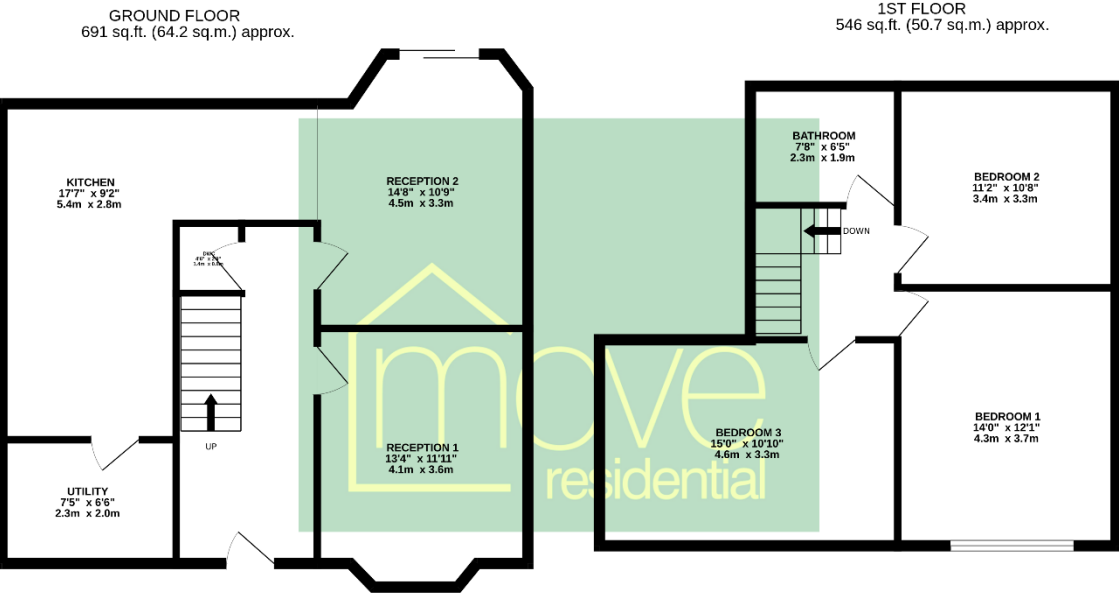 GROUND FLOOR
691 sq.ft. (64.2 sq.m.) approx.
1ST FLOOR
546 sq.ft. (50.7 sq.m.) approx.
KITCHEN
17'7" x 9'2"
5.4m x 2.8m
RECEPTION 2
14'8" x 10'9"
4.5m x 3.3m
UP
RECEPTION 1
13'4" x 11'11"
4.1m x 3.6m
UTILITY
7'5" x 6'6"
2.3m x 2.0m
BATHROOM
7'8" x 6'5"
2.3m x 1.9m
BEDROOM 2
11'2" x 10'8"
3.4m x 3.3m
DOWN
BEDROOM 3
15'0" x 10'10"
4.6m x 3.3m
BEDROOM 1
14'0" x 12'1"
4.3m x 3.7m
move
residential